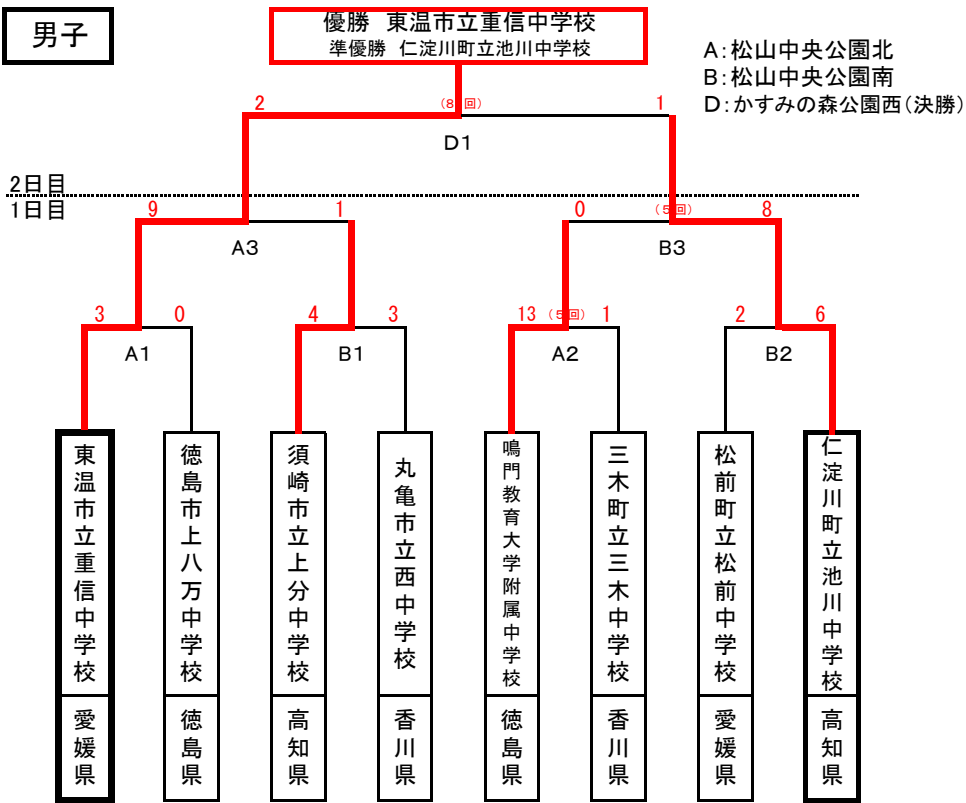 男子
優勝 東温市立重信中学校
準優勝 仁淀川町立池川中学校
A:松山中央公園北
B:松山中央公園南
D:かすみの森公園西(決勝)
2
(8回)
1
D1
2日目
1日目
9
1
0
(5回)
8
A3
B3
3
0
4
3
13
(5回)
1
2
6
A1
B1
A2
B2
東温市立重信中学校
愛媛県
徳島市上八万中学校
徳島県
須崎市立上分中学校
高知県
丸亀市立西中学校
香川県
鳴門教育大学附属中学校
徳島県
三木町立三木中学校
香川県
松前町立松前中学校
愛媛県
仁淀川町立池川中学校
高知県